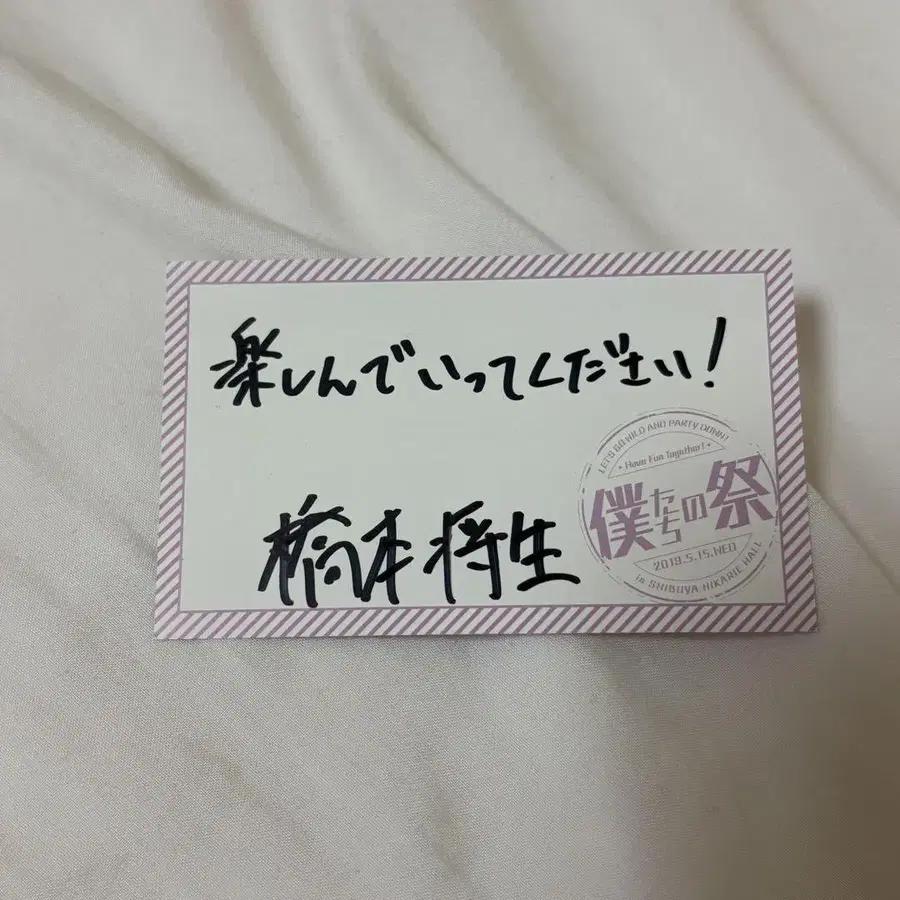 楽しんでいってください！
橋本将生
LET'S GO WILD AND PARTY DOWN!
Have Fun Together!
僕たちの祭
2019.5.15.WED
in SHIBUYA HIKARIE HALL